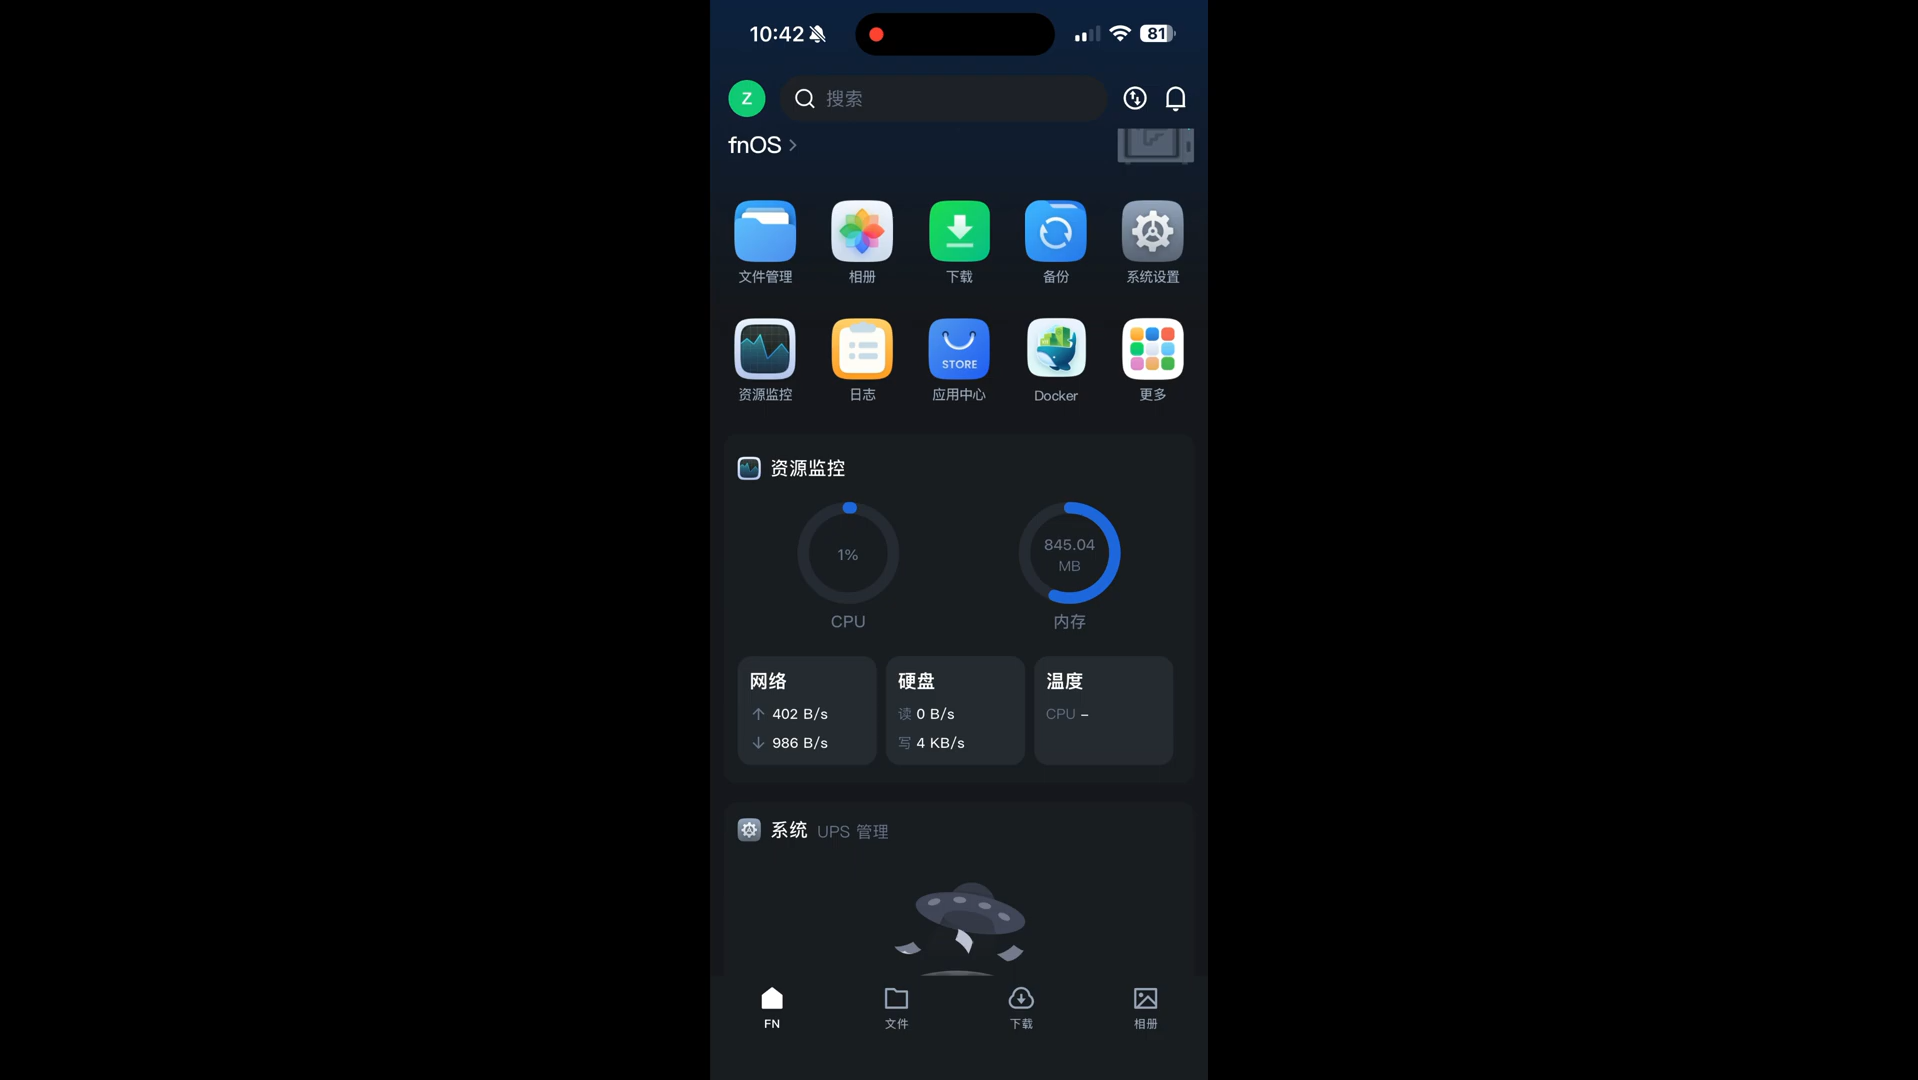 10:42
81
Z
搜索
fnOS
文件管理
相册
下载
备份
系统设置
STORE
资源监控
日志
应用中心
Docker
更多
资源监控
1%
845.04
MB
CPU
内存
网络
硬盘
温度
402 B/s
读 0 B/s
CPU –
986 B/s
写 4 KB/s
系统 UPS 管理
FN
文件
下载
相册